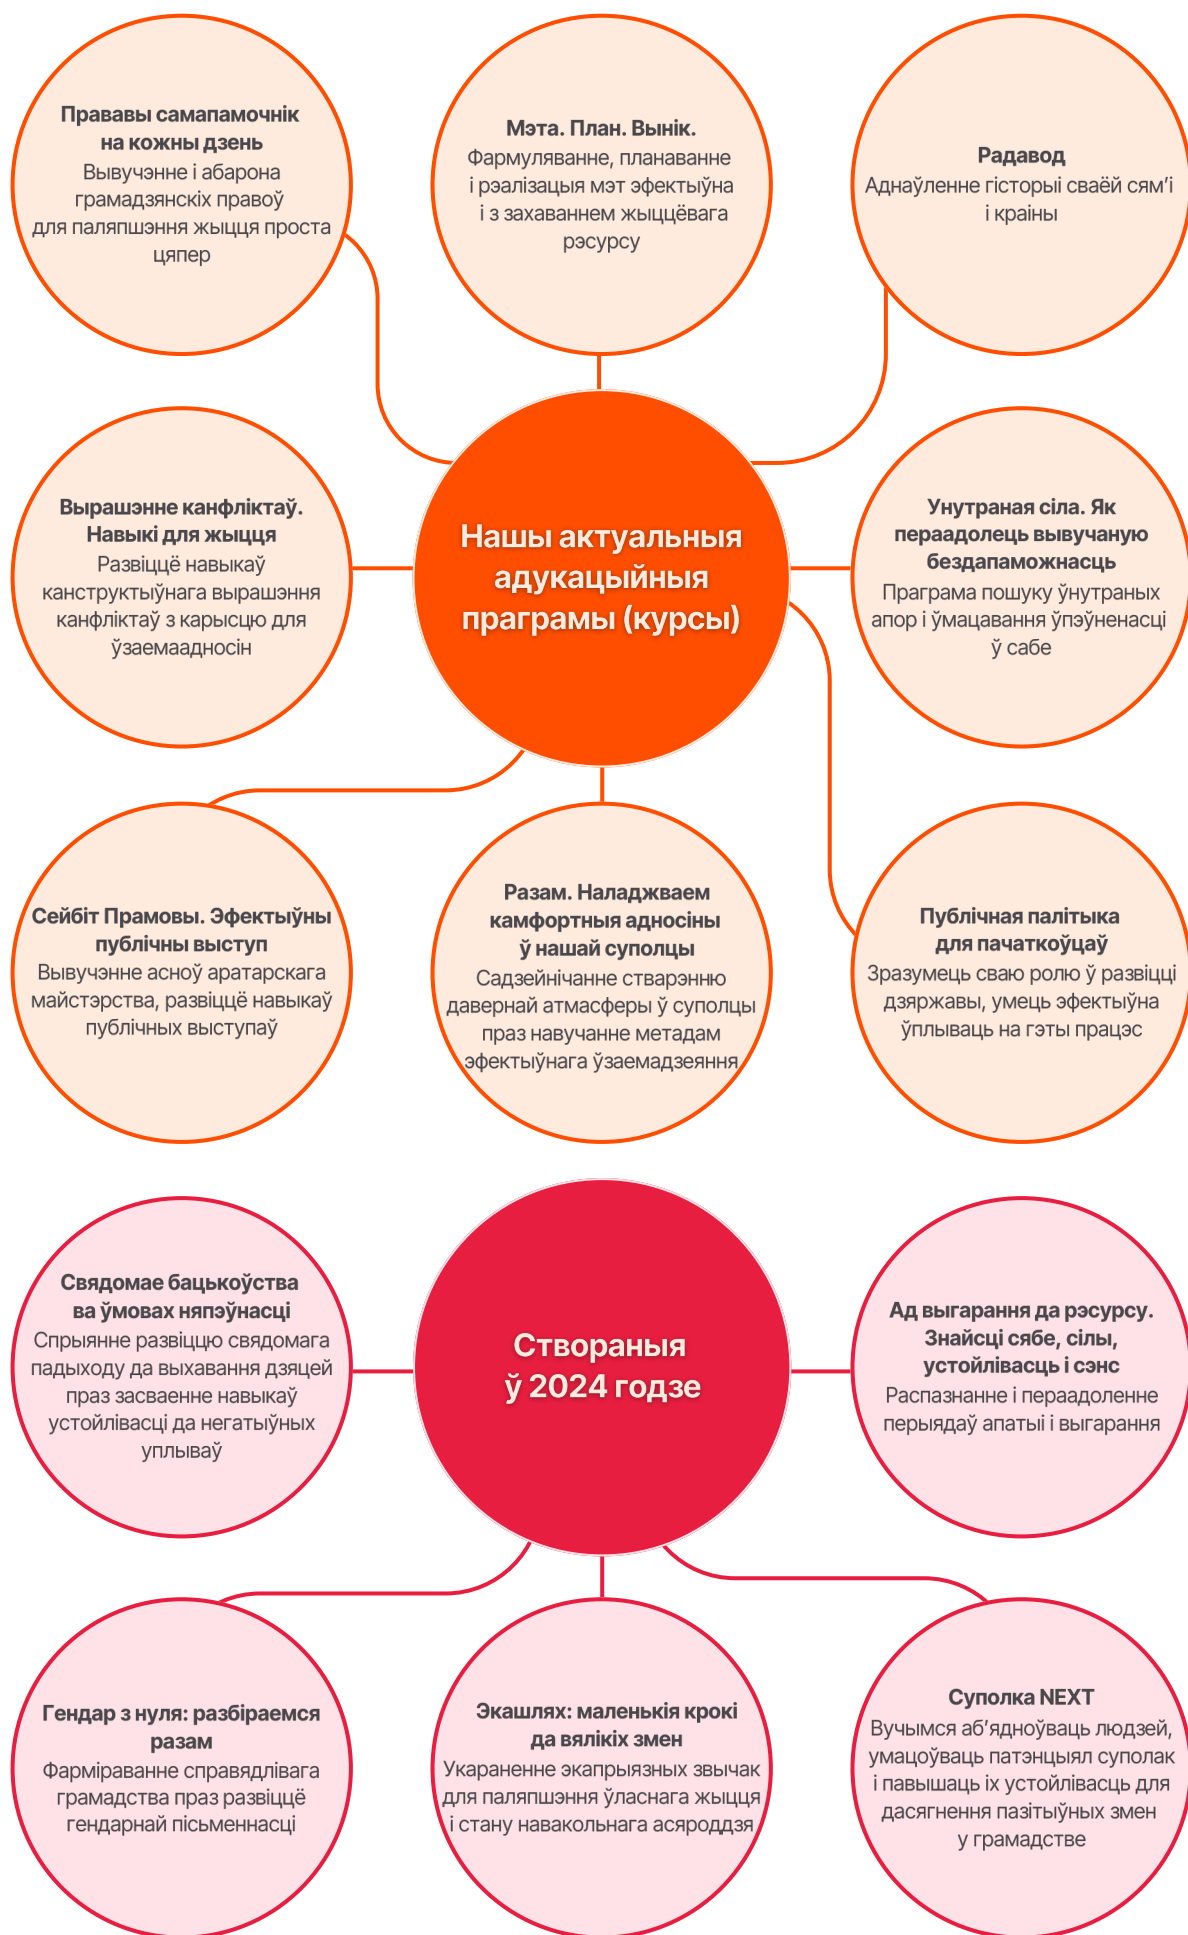 Прававы самапамочнік
на кожны дзень
Вывучэнне і абарона
грамадзянскіх правоў
для паляпшэння жыцця проста
цяпер
Мэта. План. Вынік.
Фармуляванне, планаванне
і рэалізацыя мэт эфектыўна
і з захаваннем жыццёвага
рэсурсу
Радавод
Аднаўленне гісторыі сваёй сям’і
і краіны
Вырашэнне канфліктаў.
Навыкі для жыцця
Развіццё навыкаў
канструктыўнага вырашэння
канфліктаў з карысцю для
ўзаемаадносін
Нашы актуальныя
адукацыйныя
праграмы (курсы)
Унутраная сіла. Як
пераадолець вывучаную
бездапаможнасць
Праграма пошуку ўнутраных
апор і ўмацавання ўпэўненасці
ў сабе
Сейбіт Прамовы. Эфектыўны
публічны выступ
Вывучэнне асноў аратарскага
майстэрства, развіццё навыкаў
публічных выступаў
Разам. Наладжваем
камфортныя адносіны
ў нашай суполцы
Садзейнічанне стварэнню
давернай атмасферы ў суполцы
праз навучанне метадам
эфектыўнага ўзаемадзеяння
Публічная палітыка
для пачаткоўцаў
Зразумець сваю ролю ў развіцці
дзяржавы, умець эфектыўна
ўплываць на гэты працэс
Свядомае бацькоўства
ва ўмовах няпэўнасці
Спрыянне развіццю свядомага
падыходу да выхавання дзяцей
праз засваенне навыкаў
устойлівасці да негатыўных
уплываў
Створаныя
ў 2024 годзе
Ад выгарання да рэсурсу.
Знайсці сябе, сілы,
устойлівасць і сэнс
Распазнанне і пераадоленне
перыядаў апатыі і выгарання
Гендар з нуля: разбіраемся
разам
Фарміраванне справядлівага
грамадства праз развіццё
гендарнай пісьменнасці
Экашлях: маленькія крокі
да вялікіх змен
Укараненне экапрыязных звычак
для паляпшэння ўласнага жыцця
і стану навакольнага асяроддзя
Суполка NEXT
Вучымся аб’ядноўваць людзей,
умацоўваць патэнцыял суполак
і павышаць іх устойлівасць для
дасягнення пазітыўных змен
у грамадстве